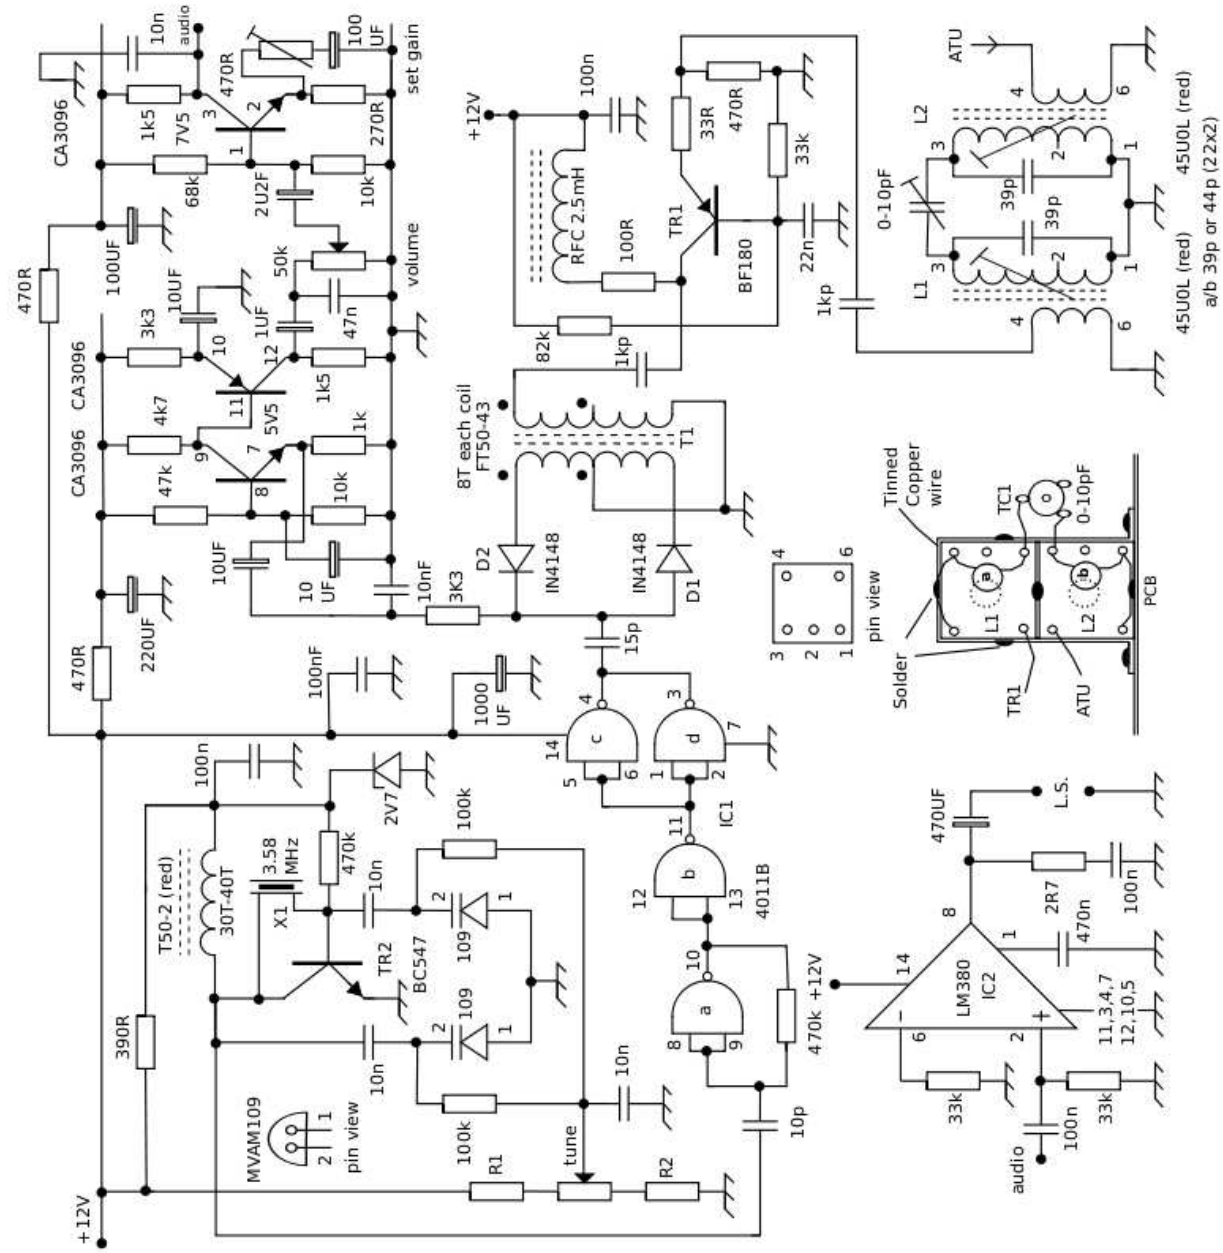 CA3096
10n
audio
1k5
7V5
3
2
1
470R
100
UF
set gain
270R
68k
2U2F
10k
470R
100UF
50k
volume
CA3096
3k3
10UF
10
1UF
12
47n
11
5V5
1k5
CA3096
4k7
9
7
1k
47k
8
10k
10UF
10
UF
10nF
3K3
220UF
470R
100nF
1000
UF
+12V
100n
RFC 2.5mH
100R
33R
470R
33k
TR1
BF180
22n
82k
1kp
1kp
8T each coil
FT50-43
T1
D2
IN4148
IN4148
D1
15p
ATU
4
6
L2
3
2
1
0-10pF
39p
39p
3
2
1
L1
4
6
45U0L (red)
45U0L (red)
a/b 39p or 44p (22x2)
3
2
1
4
6
pin view
Tinned
Copper
wire
TC1
0-10pF
Solder
a
b
L1
L2
TR1
ATU
PCB
+12V
390R
T50-2 (red)
30T-40T
100n
3.58
MHz
X1
470k
2V7
TR2
BC547
10n
10n
2
109
1
2
109
1
100k
100k
MVAM109
2
1
pin view
R1
tune
R2
10n
10p
470k
a
8
9
10
b
12
13
11
4011B
IC1
c
14
5
6
4
d
1
2
3
7
+12V
14
LM380
IC2
6
2
8
1
-
+
470UF
L.S.
2R7
100n
470n
11,3,4,7
12,10,5
33k
33k
100n
audio